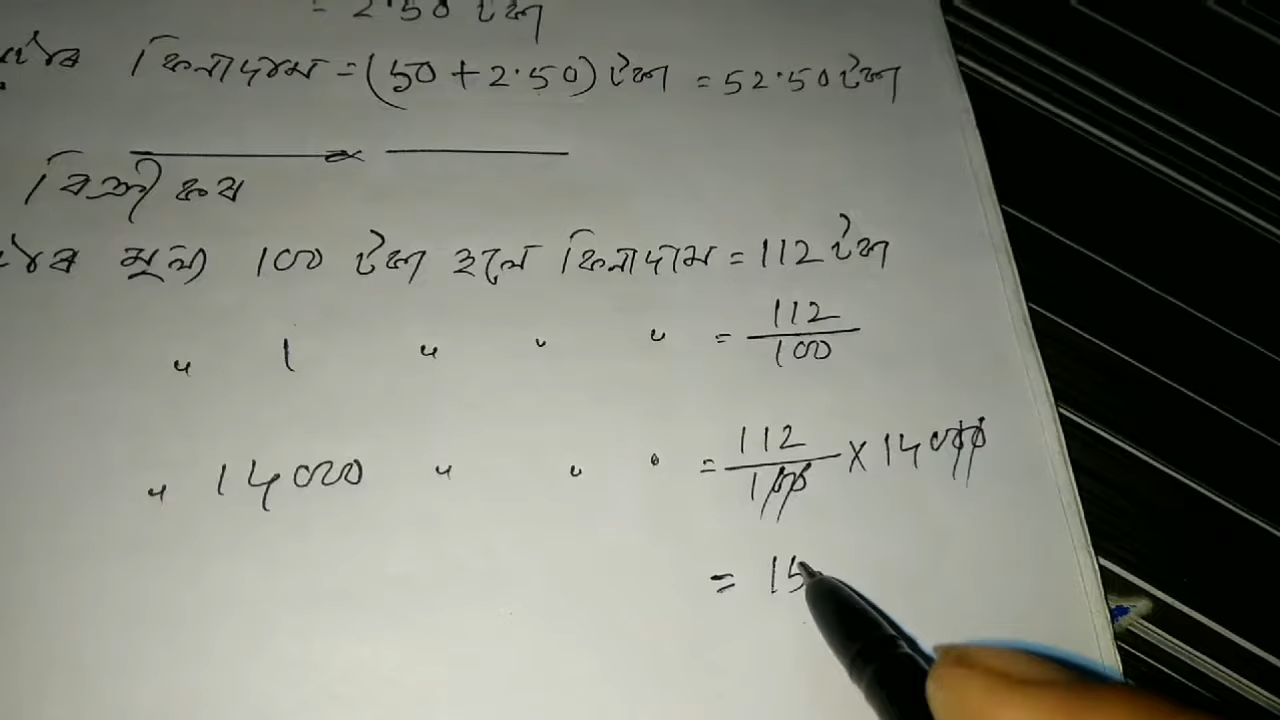 = 2.50 টকা
কিনাদাম = (50 + 2.50) টকা = 52.50 টকা
বিক্ৰী কৰ
মূল্য 100 টকা হলে কিনাদাম = 112 টকা
" 1 " " " = 112/100
" 14000 " " " = 112/100 × 14000
= 15